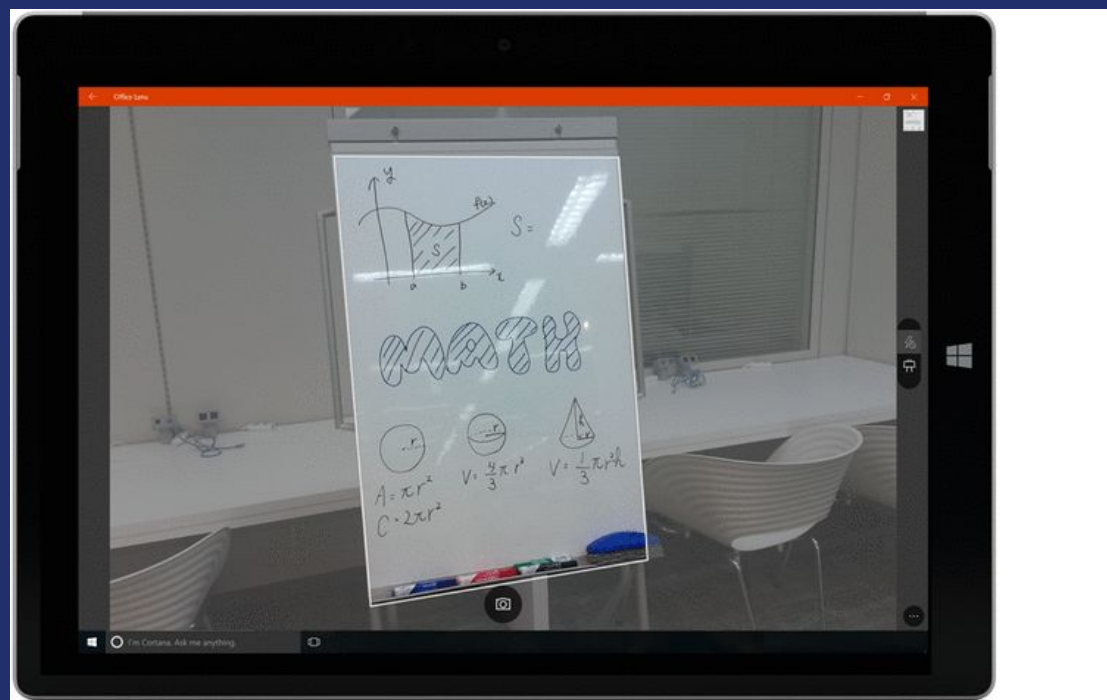 Office Lens
y
f(x)
S =
S
a
b
x
MATH
r
r
h
r
A = πr²
C = 2πr²
V = 4/3 πr³
V = 1/3 πr²h
I'm Cortana. Ask me anything.